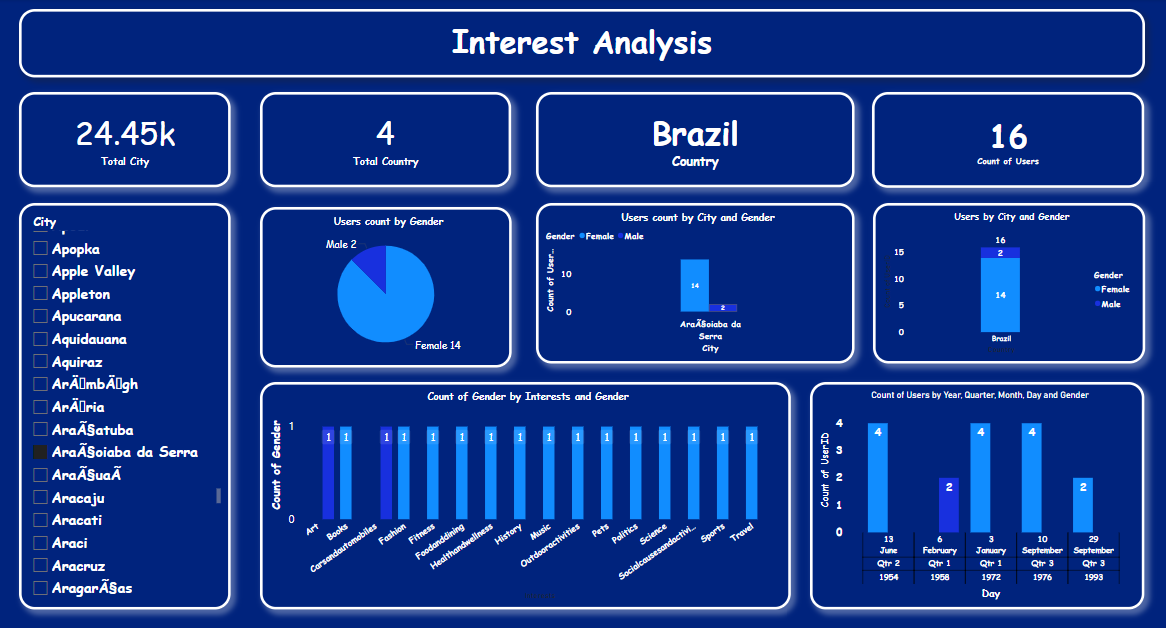 Interest Analysis
24.45k
Total City
4
Total Country
Brazil
Country
16
Count of Users
City
Apopka
Apple Valley
Appleton
Apucarana
Aquidauana
Aquiraz
AraÃ§atuba
AraÃ§oiaba da Serra
AraÃ§uaÃ
Aracaju
Aracati
Araci
Aracruz
AragarÃ§as
Users count by Gender
Male 2
Female 14
Users count by City and Gender
Gender Female Male
Count of User...
10
0
14
2
AraÃ§oiaba da
Serra
City
Users by City and Gender
16
15
10
5
0
2
14
Brazil
Gender
Female
Male
Count of Gender by Interests and Gender
Count of Gender
1
0
1 1 1 1 1 1 1 1 1 1 1 1 1 1 1 1
Art
Books
Carsandautomobiles
Fashion
Fitness
Foodanddining
Healthandwellness
History
Music
Outdooractivities
Pets
Politics
Science
Socialcausesandactivi...
Sports
Travel
Count of Users by Year, Quarter, Month, Day and Gender
Count of UserID
4
3
2
1
0
4 2 4 4 2
13 6 3 10 29
June February January September September
Qtr 2 Qtr 1 Qtr 1 Qtr 3 Qtr 3
1954 1958 1972 1976 1993
Day